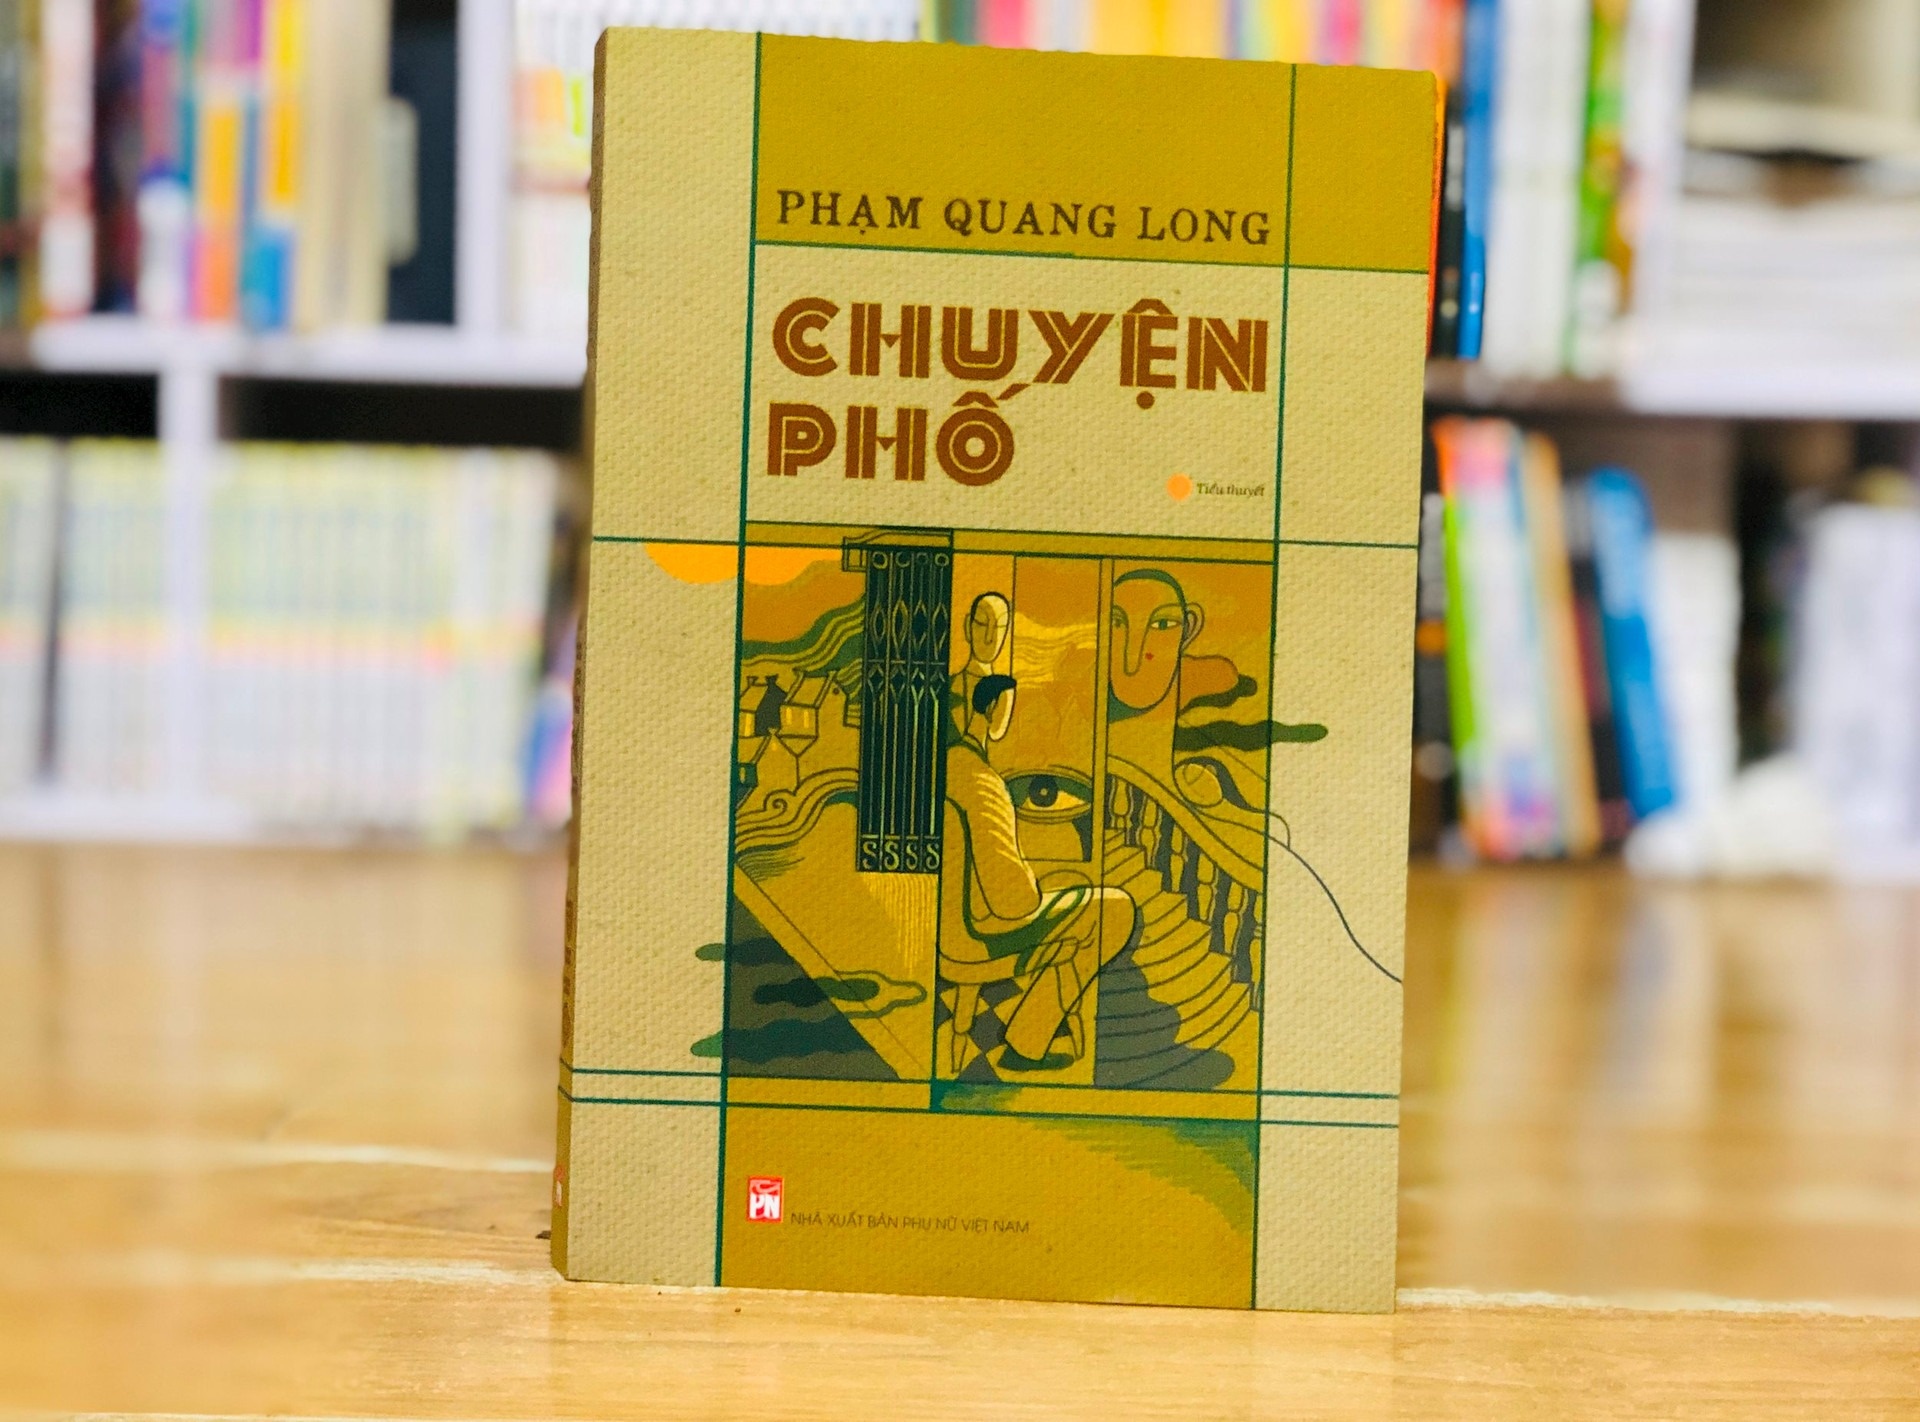 PHẠM QUANG LONG
CHUYỆN
PHỐ
Tiểu thuyết
PN
NHÀ XUẤT BẢN PHỤ NỮ VIỆT NAM